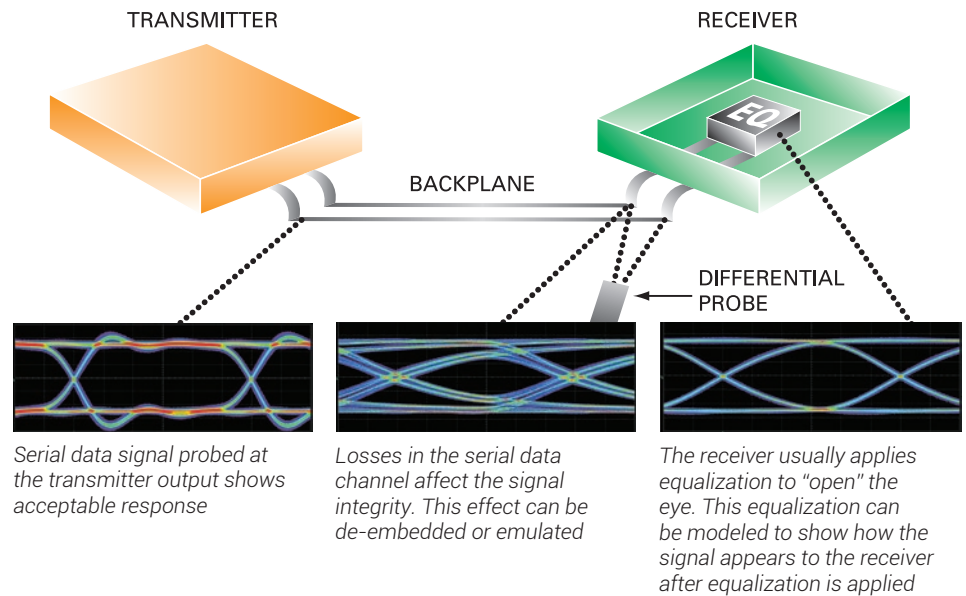 TRANSMITTER
RECEIVER
EQ
BACKPLANE
DIFFERENTIAL
PROBE
Serial data signal probed at
the transmitter output shows
acceptable response
Losses in the serial data
channel affect the signal
integrity. This effect can be
de-embedded or emulated
The receiver usually applies
equalization to “open” the
eye. This equalization can
be modeled to show how the
signal appears to the receiver
after equalization is applied